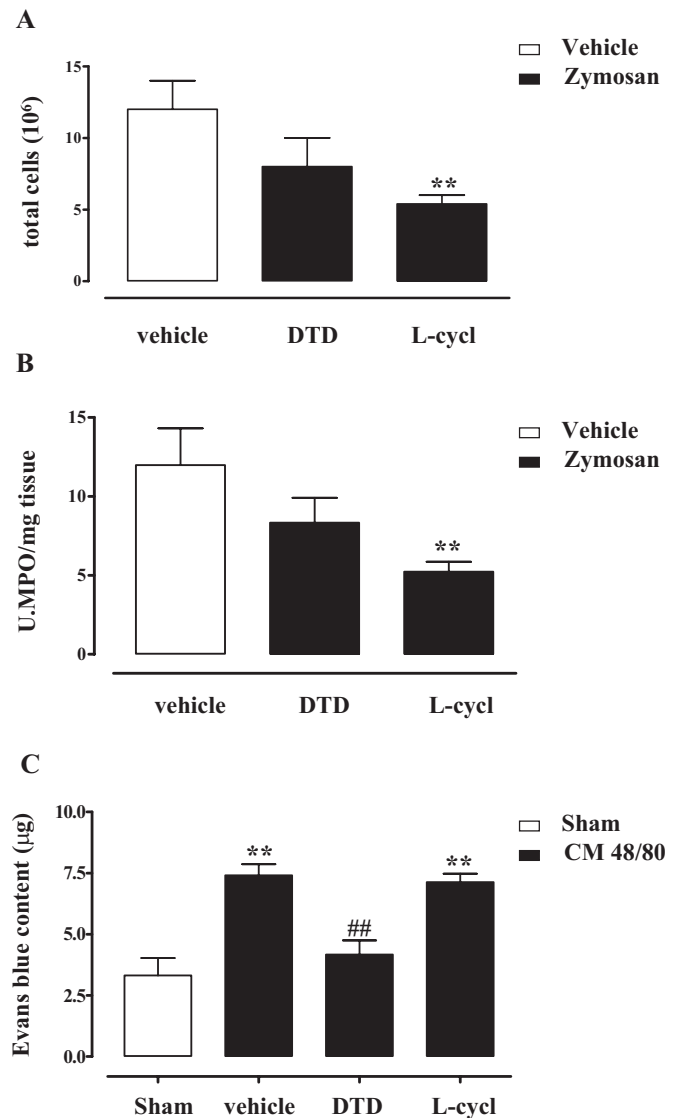 A
Vehicle
Zymosan
15
10
5
0
total cells (10⁶)
**
vehicle DTD L-cycl
B
Vehicle
Zymosan
15
10
5
0
U.MPO/mg tissue
**
vehicle DTD L-cycl
C
Sham
CM 48/80
10.0
7.5
5.0
2.5
0.0
Evans blue content (µg)
** ## **
Sham vehicle DTD L-cycl